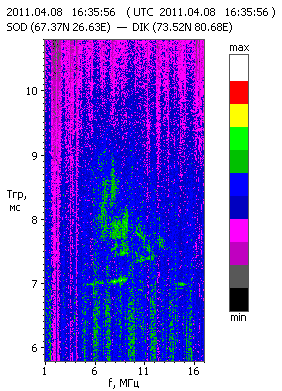 2011.04.08 16:35:56 (UTC 2011.04.08 16:35:56)
SOD (67.37N 26.63E) — DIK (73.52N 80.68E)
max
10
9
Tгр,
мс
8
7
6
min
1 6 11 16
f, МГц